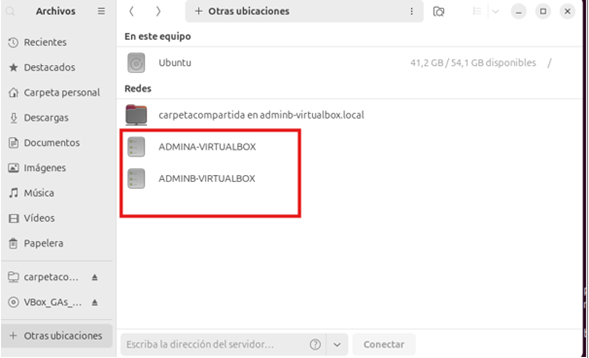 Archivos
+ Otras ubicaciones
Recientes
Destacados
Carpeta personal
Descargas
Documentos
Imágenes
Música
Vídeos
Papelera
carpetaco...
VBox_GAs_...
+ Otras ubicaciones
En este equipo
Ubuntu 41,2 GB / 54,1 GB disponibles /
Redes
carpetacompartida en adminb-virtualbox.local
ADMINA-VIRTUALBOX
ADMINB-VIRTUALBOX
Escriba la dirección del servidor... Conectar